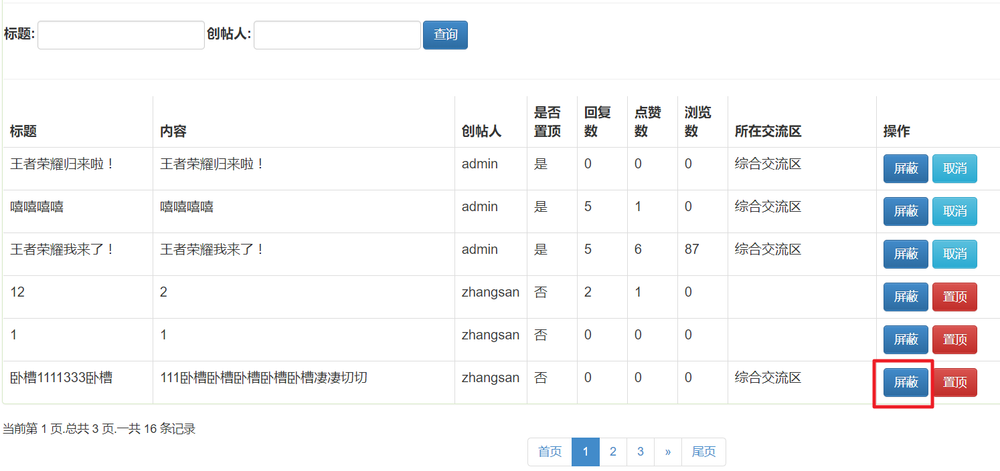 标题: 创帖人: 查询
标题 内容 创帖人 是否置顶 回复数 点赞数 浏览数 所在交流区 操作
王者荣耀归来啦！ 王者荣耀归来啦！ admin 是 0 0 0 综合交流区 屏蔽 取消
嘻嘻嘻嘻 嘻嘻嘻嘻 admin 是 5 1 0 综合交流区 屏蔽 取消
王者荣耀我来了！ 王者荣耀我来了！ admin 是 5 6 87 综合交流区 屏蔽 取消
12 2 zhangsan 否 2 1 0 屏蔽 置顶
1 1 zhangsan 否 0 0 0 屏蔽 置顶
卧槽1111333卧槽 111卧槽卧槽卧槽卧槽卧槽凄凄切切 zhangsan 否 0 0 0 综合交流区 屏蔽 置顶
当前第 1 页.总共 3 页.一共 16 条记录
首页 1 2 3 » 尾页